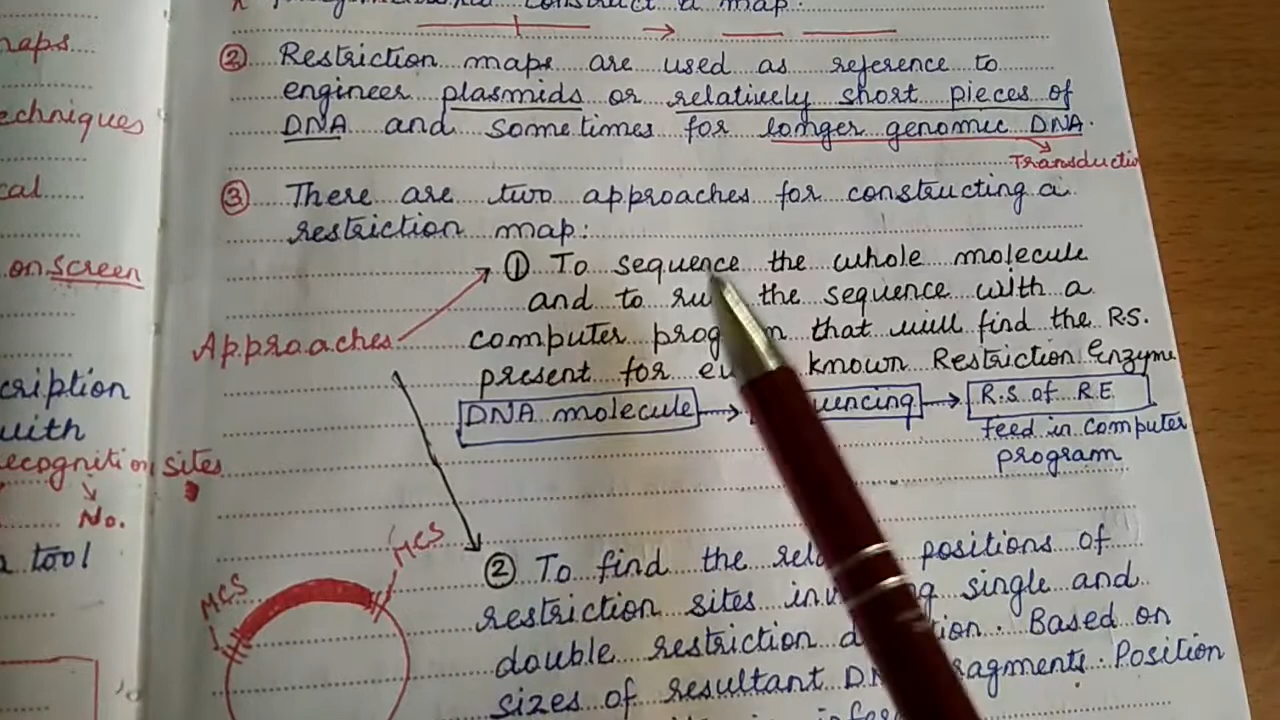 construct a map.
② Restriction maps are used as reference to
engineer plasmids or relatively short pieces of
DNA and sometimes for longer genomic DNA.
③ There are two approaches for constructing a
restriction map:
① To sequence the whole molecule
and to the sequence with a
Approaches
computer that will find the R.S.
present for known Restriction Enzyme
DNA molecule → → R.S. of R.E
feed in computer
program
MCS
MCS
② To find the positions of
restriction sites single and
double restriction Based on
sizes of resultant Position
echniques
on screen
cription
with
ecognition sites
No.
tool